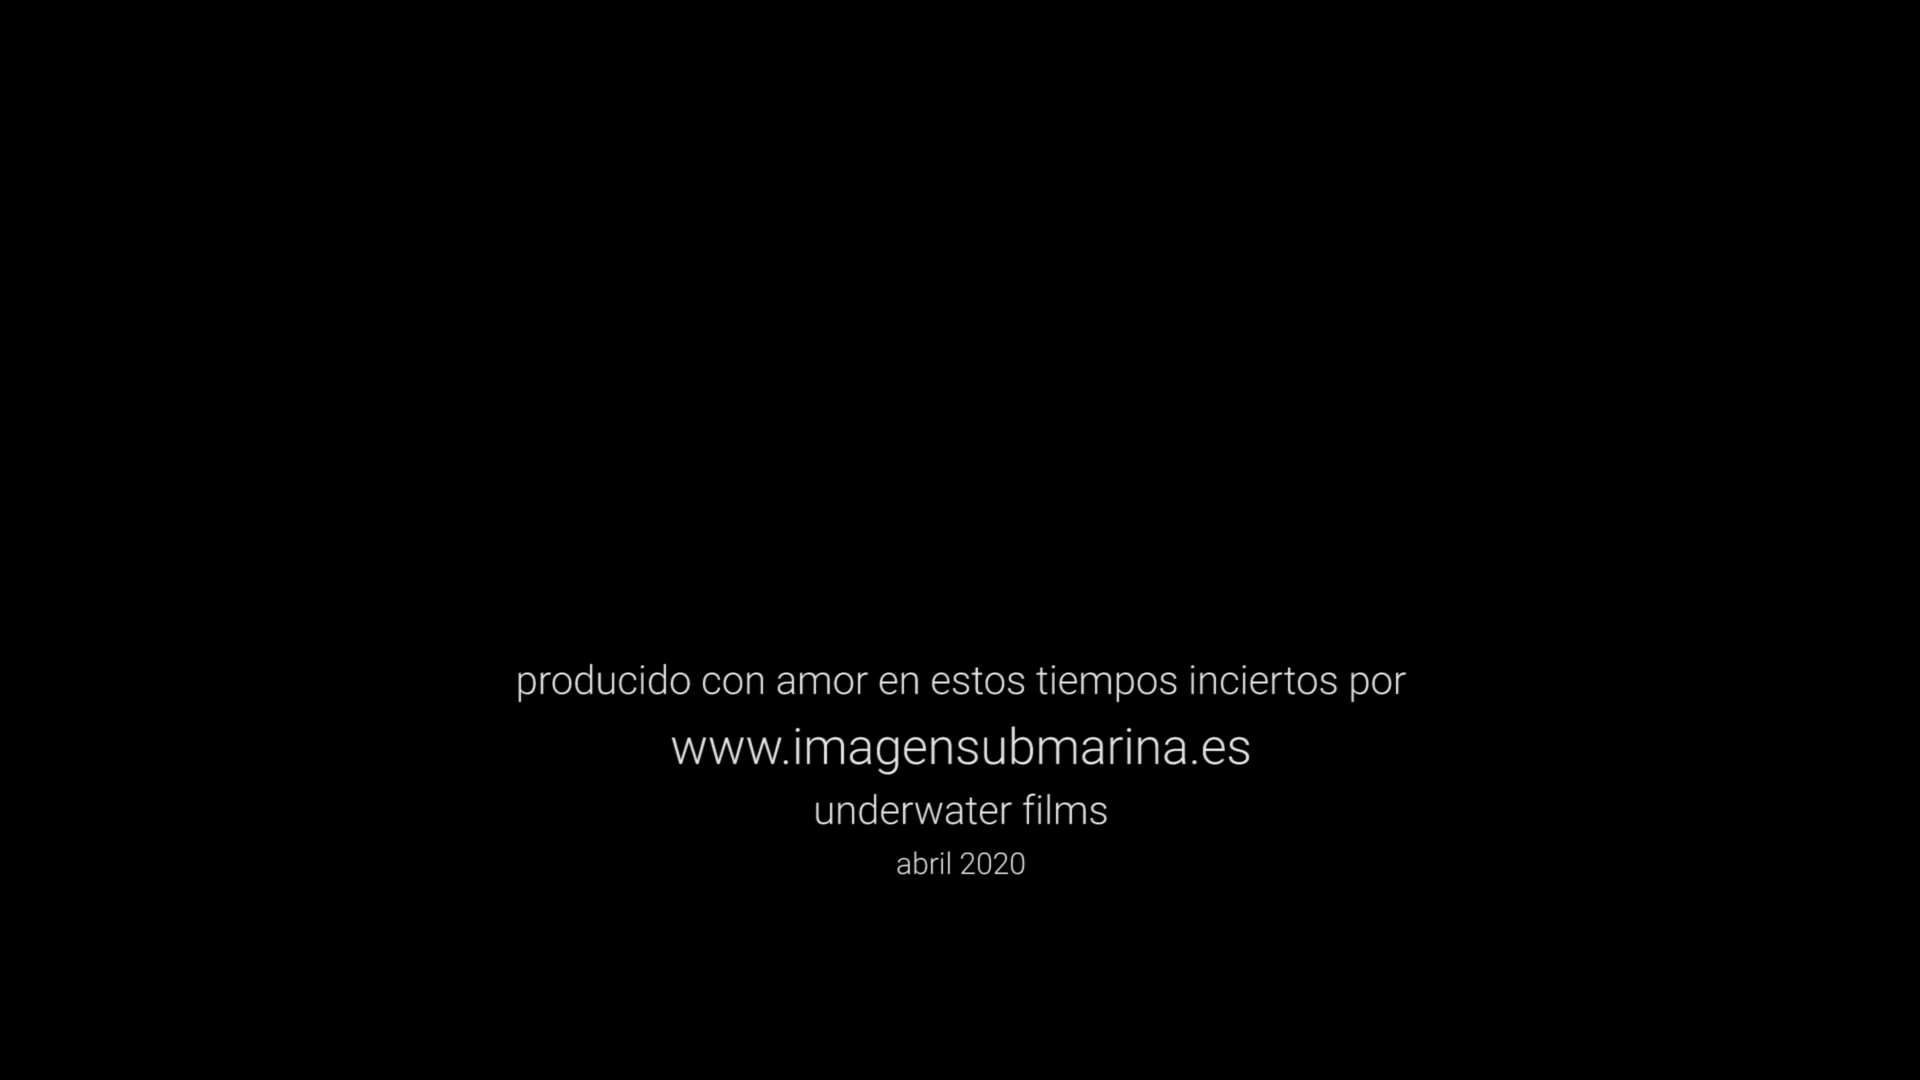 producido con amor en estos tiempos inciertos por
www.imagensubmarina.es
underwater films
abril 2020